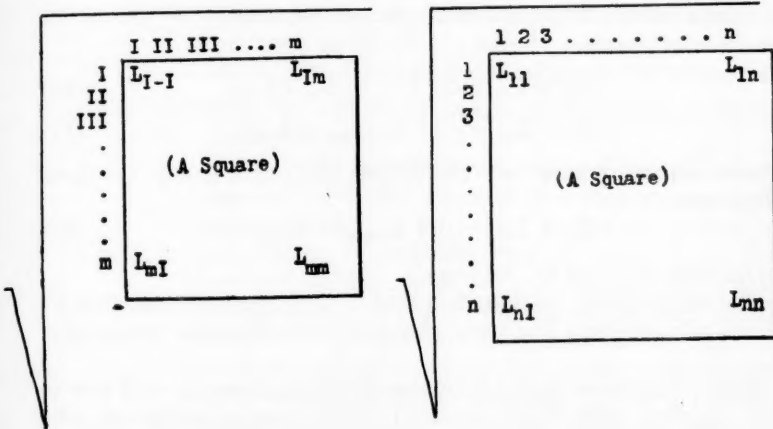 I II III .... m
I L_{I-I} L_{Im}
II
III
.
.
(A Square)
.
.
.
m L_{mI} L_{mn}
1 2 3 . . . . . . . n
1 L_{11} L_{1n}
2
3
.
.
(A Square)
.
.
.
.
.
n L_{n1} L_{nn}